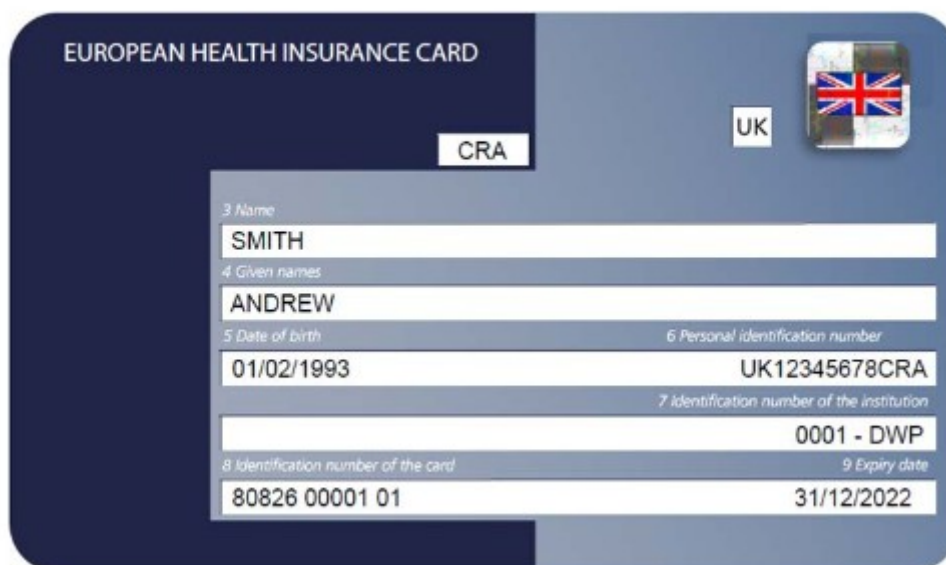 EUROPEAN HEALTH INSURANCE CARD
UK
CRA
3 Name
SMITH
4 Given names
ANDREW
5 Date of birth 6 Personal identification number
01/02/1993 UK12345678CRA
7 Identification number of the institution
0001 - DWP
8 Identification number of the card 9 Expiry date
80826 00001 01 31/12/2022